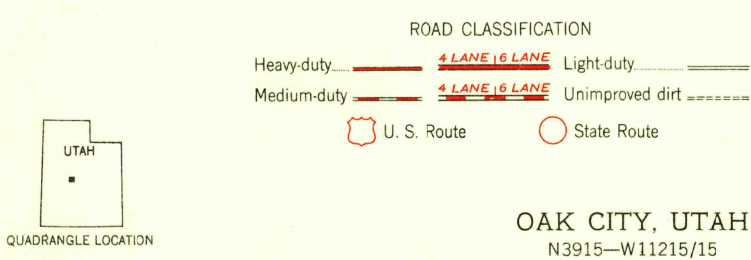 ROAD CLASSIFICATION
Heavy-duty 4 LANE 6 LANE Light-duty
Medium-duty 4 LANE 6 LANE Unimproved dirt
U. S. Route State Route
UTAH
QUADRANGLE LOCATION
OAK CITY, UTAH
N3915—W11215/15